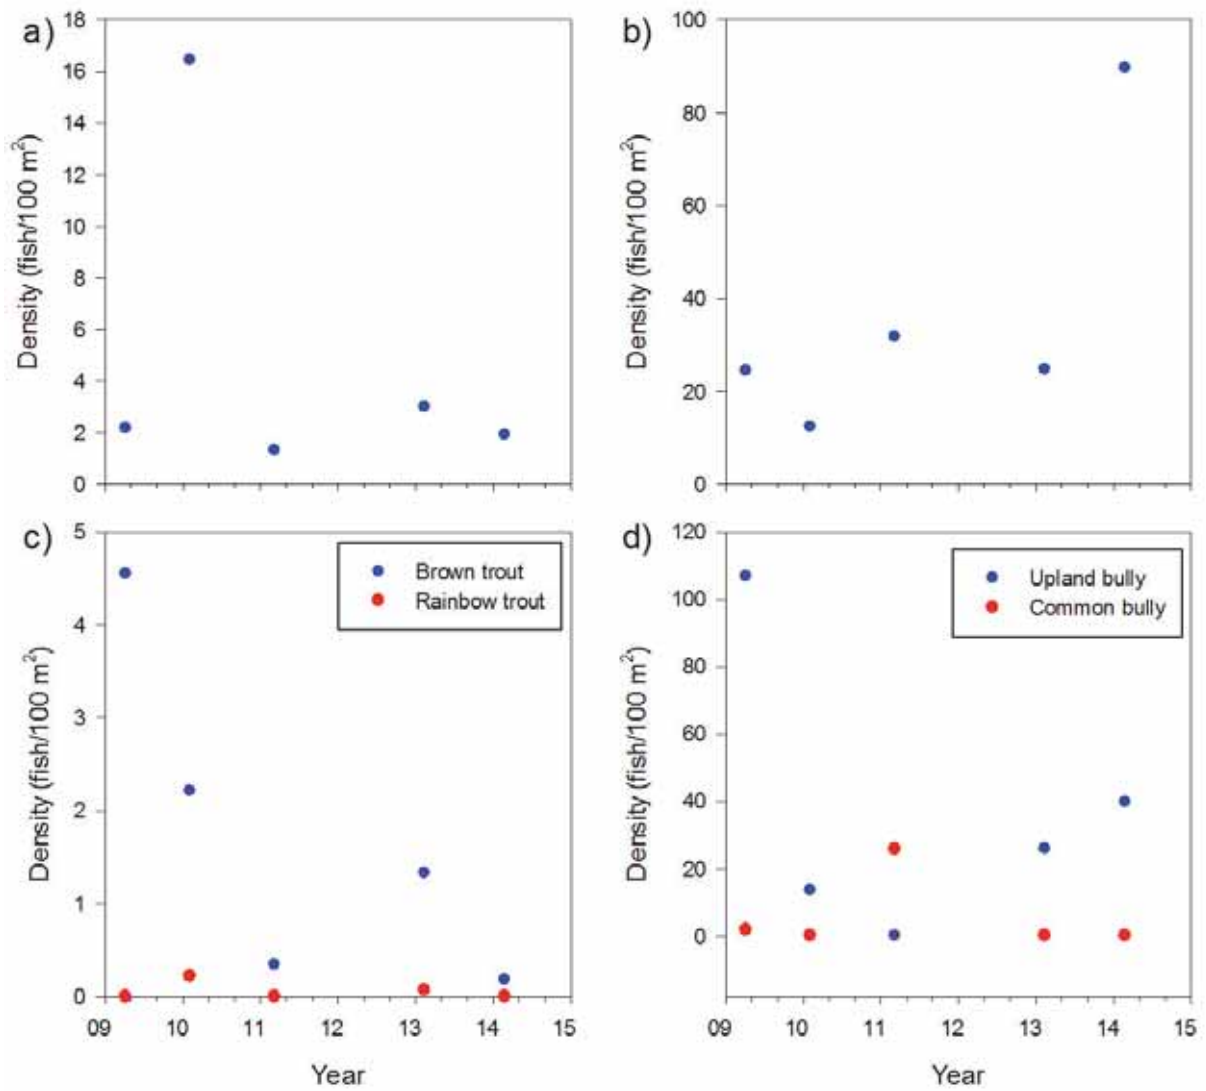 a)
18
16
14
12
10
8
6
4
2
0
Density (fish/100 m²)
b)
100
80
60
40
20
0
Density (fish/100 m²)
c)
5
4
3
2
1
0
Density (fish/100 m²)
Brown trout
Rainbow trout
09 10 11 12 13 14 15
Year
d)
120
100
80
60
40
20
0
Density (fish/100 m²)
Upland bully
Common bully
09 10 11 12 13 14 15
Year